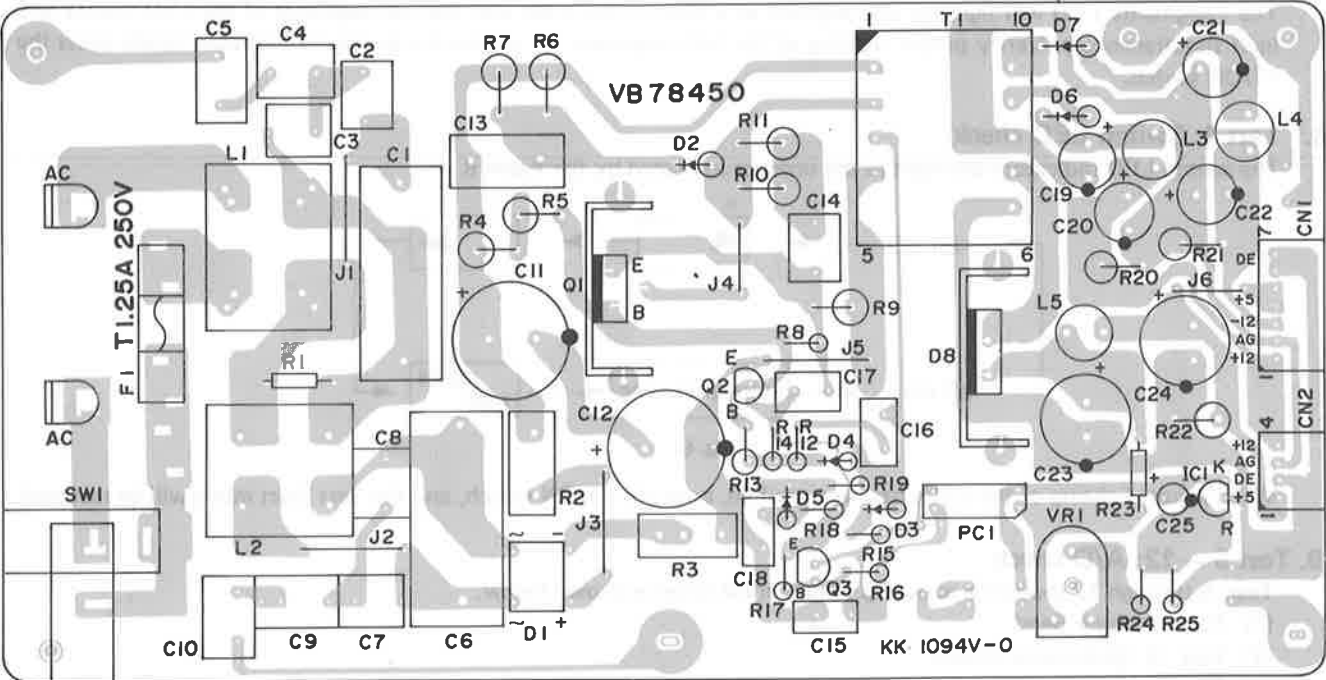 C5
C4
C2
R7
R6
1
T1
10
D7
C21
VB78450
C3
C13
D2
R11
D6
L3
L4
AC
L1
C1
R10
C19
C14
C20
C22
CN1
F1 T1.25A 250V
R4
R5
C11
+
Q1
E
B
J1
J4
5
6
R20
R21
7
DE
+5
-12
AG
+12
1
J6
L5
R9
R8
J5
D8
R1
E
Q2
B
C17
C24
CN2
AC
C8
C12
+
R
14
R
12
D4
C16
R22
4
+12
AG
DE
+5
1
SW1
R2
R13
R19
C23
R23
IC1
K
R
C25
D5
R18
D3
PC1
VR1
L2
J2
J3
~ -
R3
C18
E
B
Q3
R15
R16
R17
~ +
D1
C10
C9
C7
C6
C15
KK 1094V-0
R24
R25